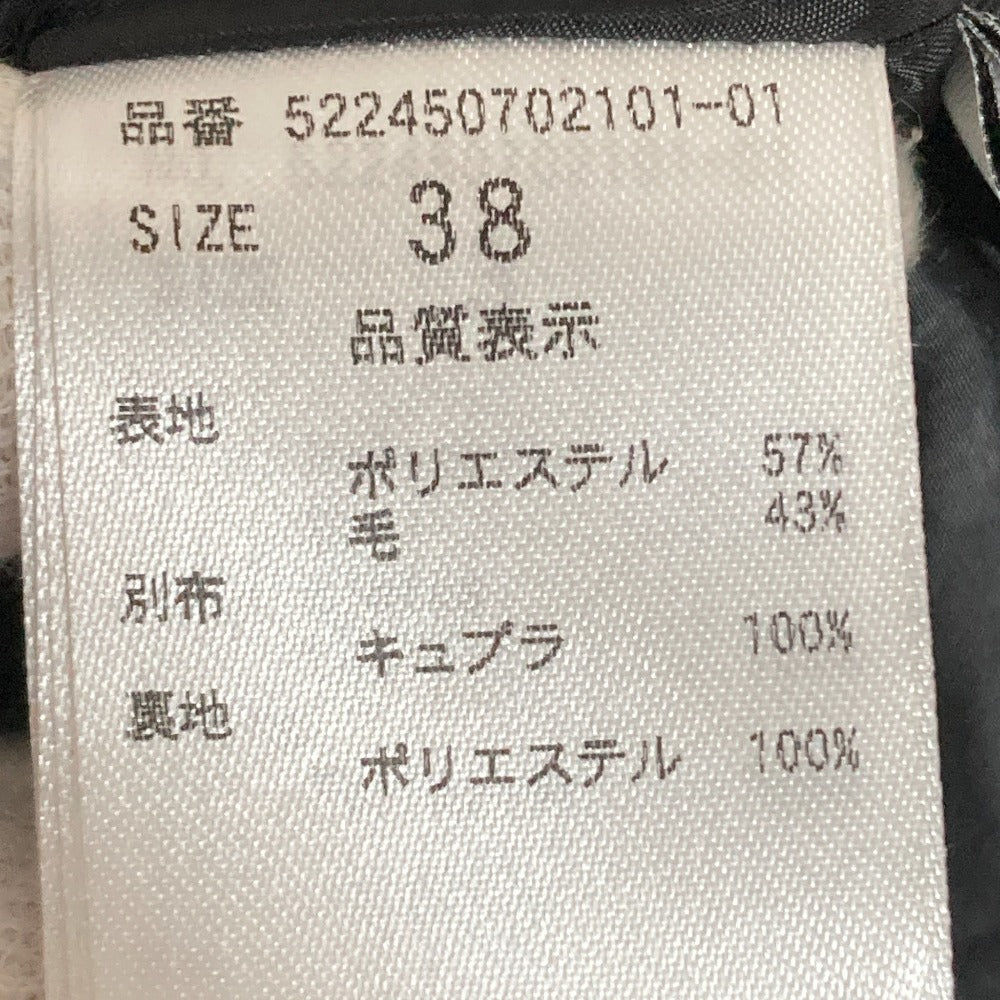 品番 522450702101-01
SIZE 38
品質表示
表地
ポリエステル 57%
毛 43%
別布
キュプラ 100%
裏地
ポリエステル 100%